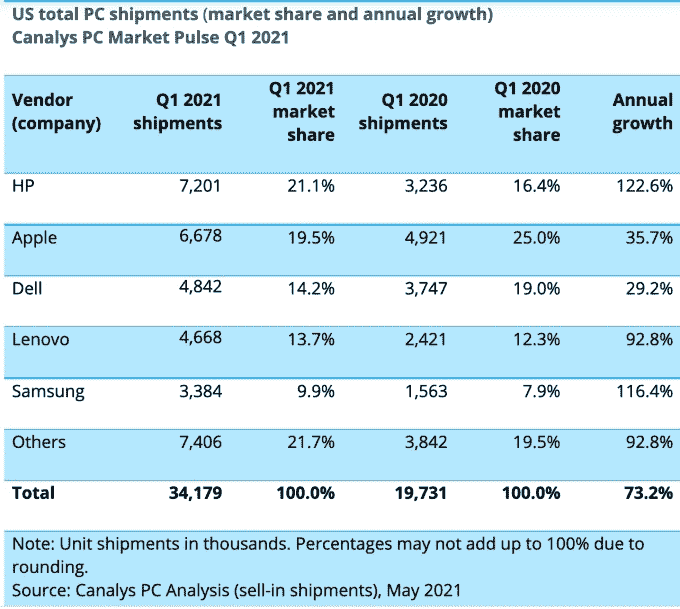 US total PC shipments (market share and annual growth)
Canalys PC Market Pulse Q1 2021
Vendor (company) Q1 2021 shipments Q1 2021 market share Q1 2020 shipments Q1 2020 market share Annual growth
HP 7,201 21.1% 3,236 16.4% 122.6%
Apple 6,678 19.5% 4,921 25.0% 35.7%
Dell 4,842 14.2% 3,747 19.0% 29.2%
Lenovo 4,668 13.7% 2,421 12.3% 92.8%
Samsung 3,384 9.9% 1,563 7.9% 116.4%
Others 7,406 21.7% 3,842 19.5% 92.8%
Total 34,179 100.0% 19,731 100.0% 73.2%
Note: Unit shipments in thousands. Percentages may not add up to 100% due to
rounding.
Source: Canalys PC Analysis (sell-in shipments), May 2021